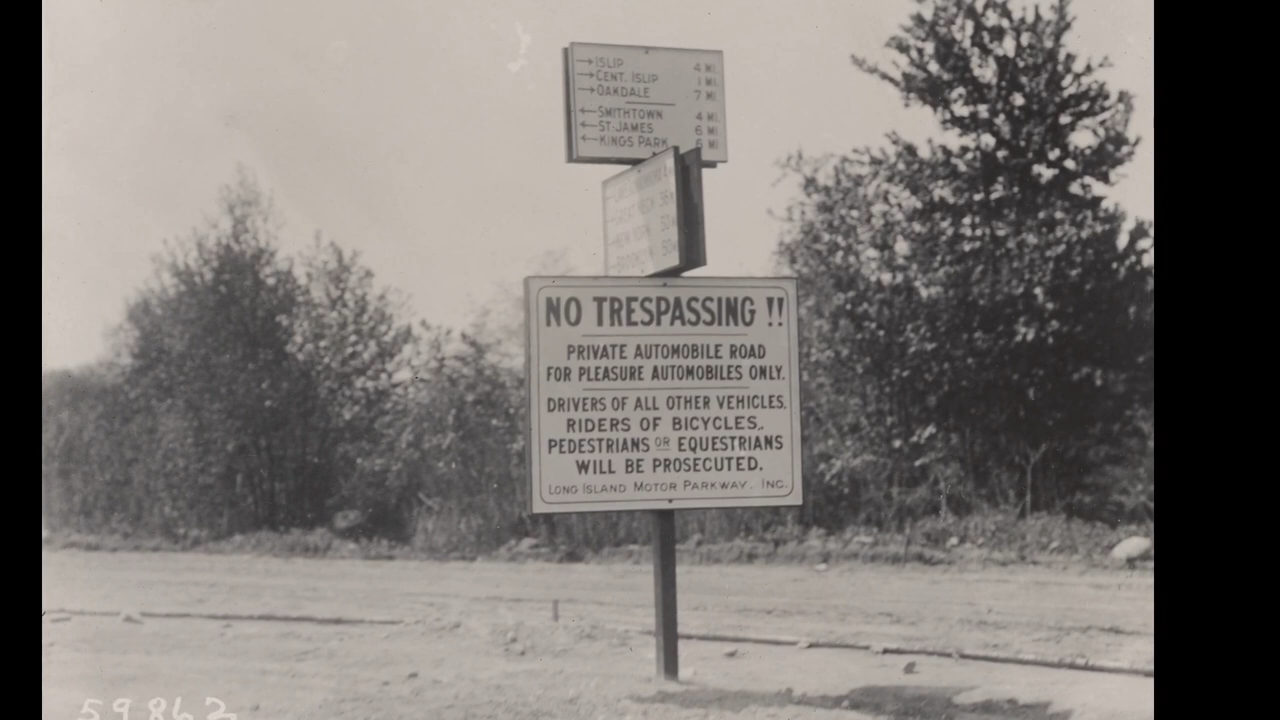 →ISLIP 4 MI.
→CENT. ISLIP 1 MI.
→OAKDALE 7 MI
←SMITHTOWN 4 MI.
←ST-JAMES 6 MI
←KINGS PARK 6 MI
NO TRESPASSING !!
PRIVATE AUTOMOBILE ROAD
FOR PLEASURE AUTOMOBILES ONLY.
DRIVERS OF ALL OTHER VEHICLES,
RIDERS OF BICYCLES,
PEDESTRIANS OR EQUESTRIANS
WILL BE PROSECUTED.
LONG ISLAND MOTOR PARKWAY. INC.
59862